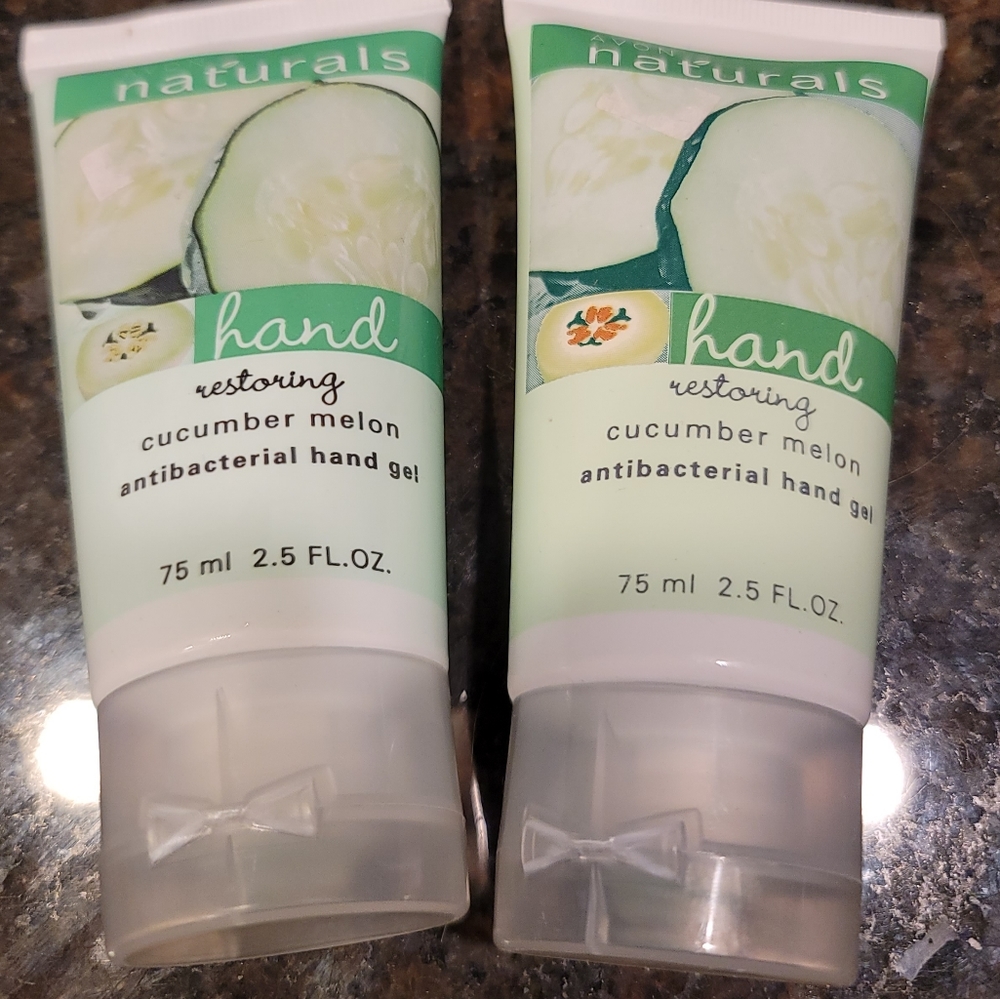 naturals
hand
restoring
cucumber melon
antibacterial hand gel
75 ml 2.5 FL.OZ.
AVON
naturals
hand
restoring
cucumber melon
antibacterial hand gel
75 ml 2.5 FL.OZ.